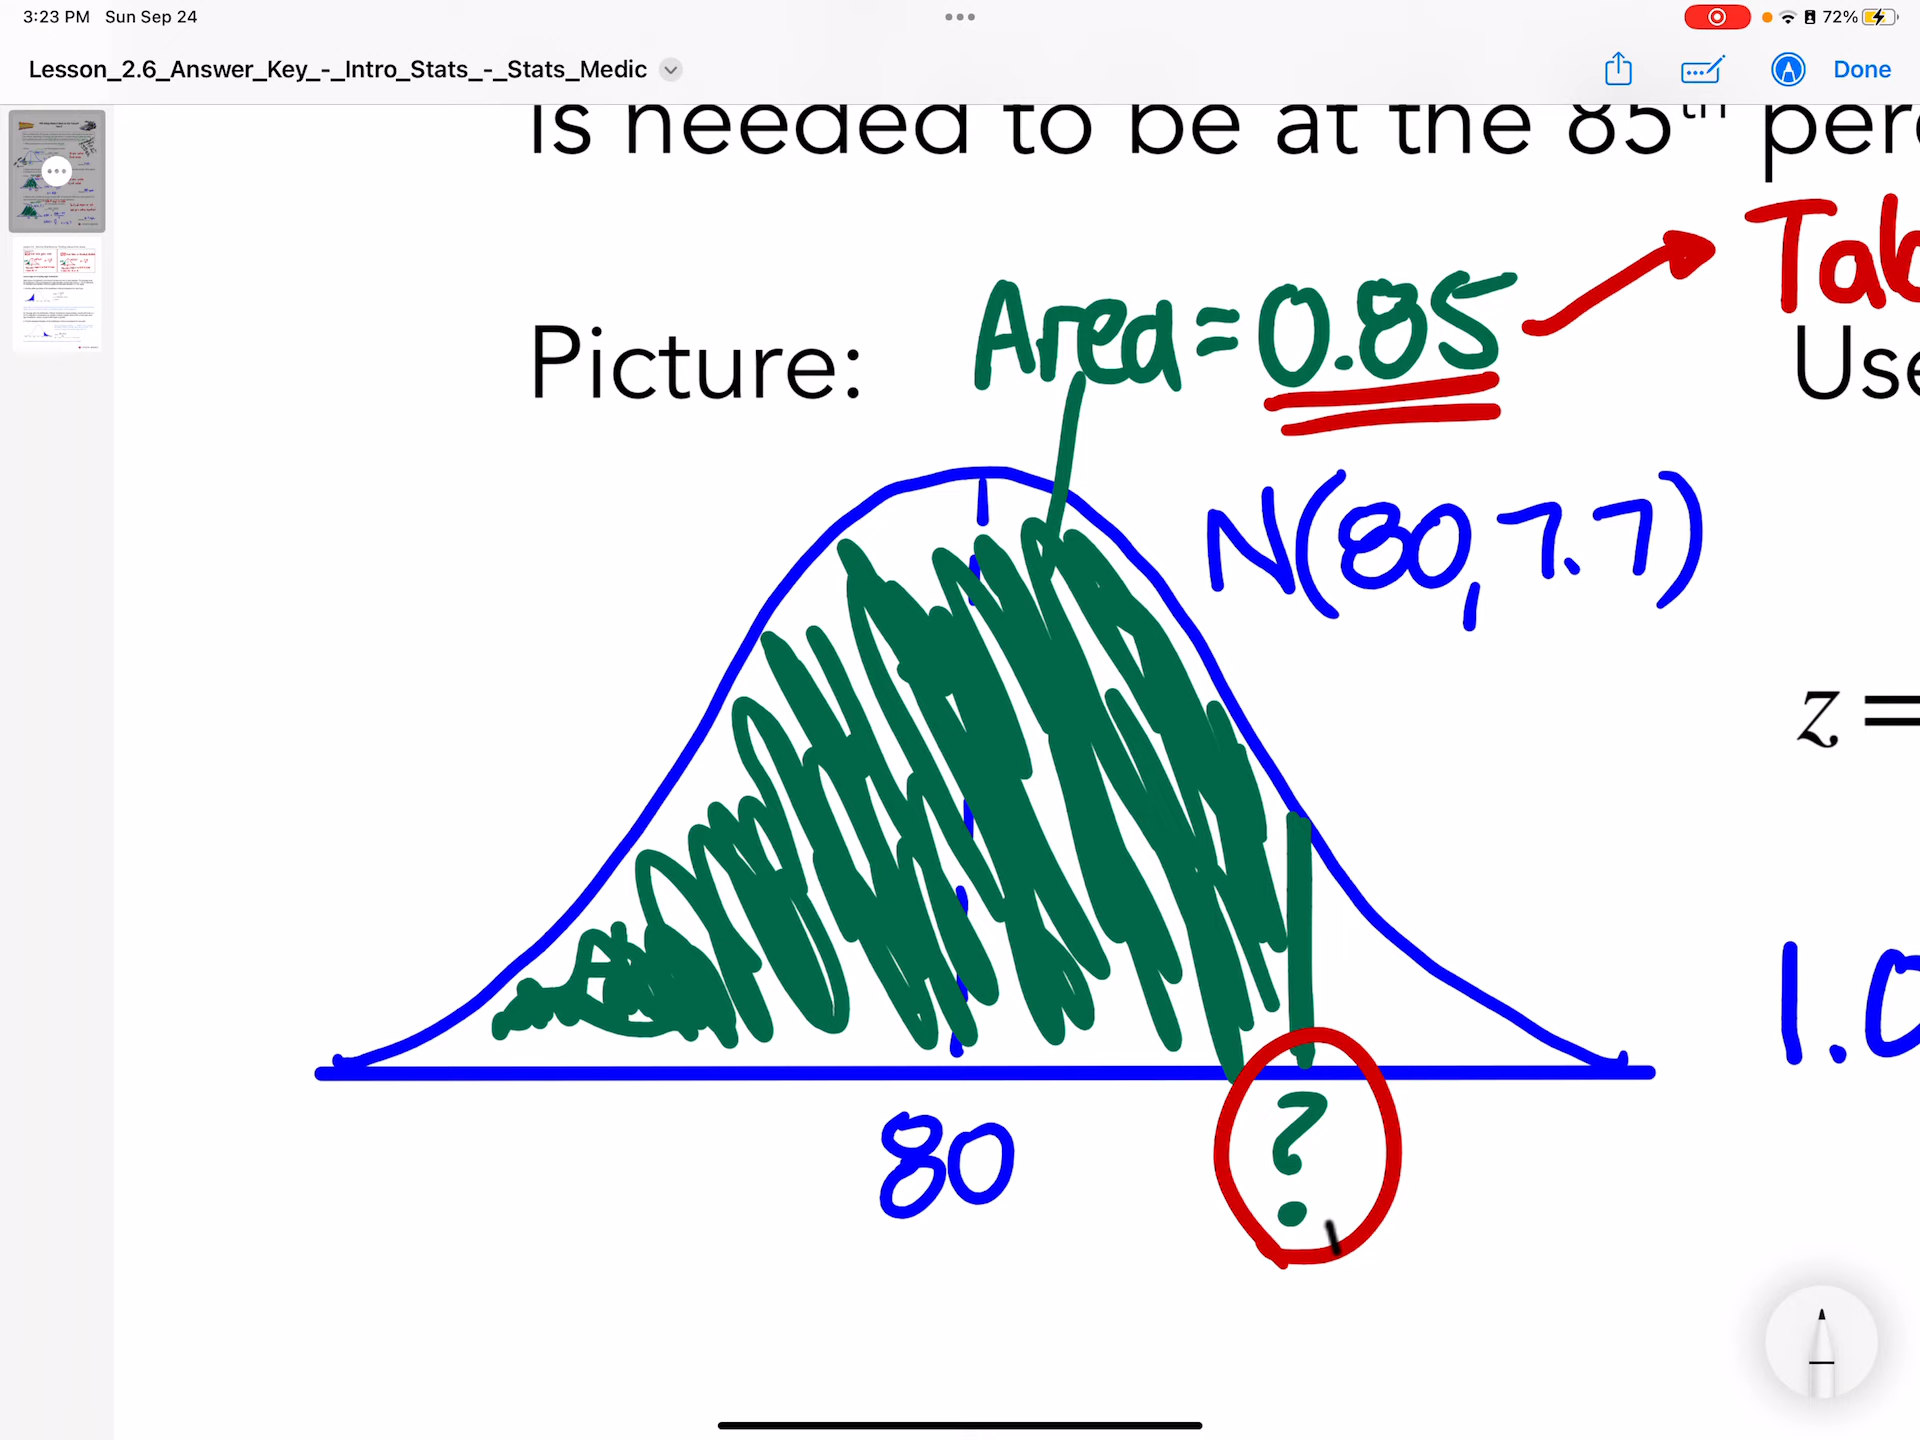 3:23 PM Sun Sep 24
72%
Lesson_2.6_Answer_Key_-_Intro_Stats_-_Stats_Medic
Done
is needed to be at the 85th
Area = 0.85
Picture:
N(80,7.7)
z =
80
?